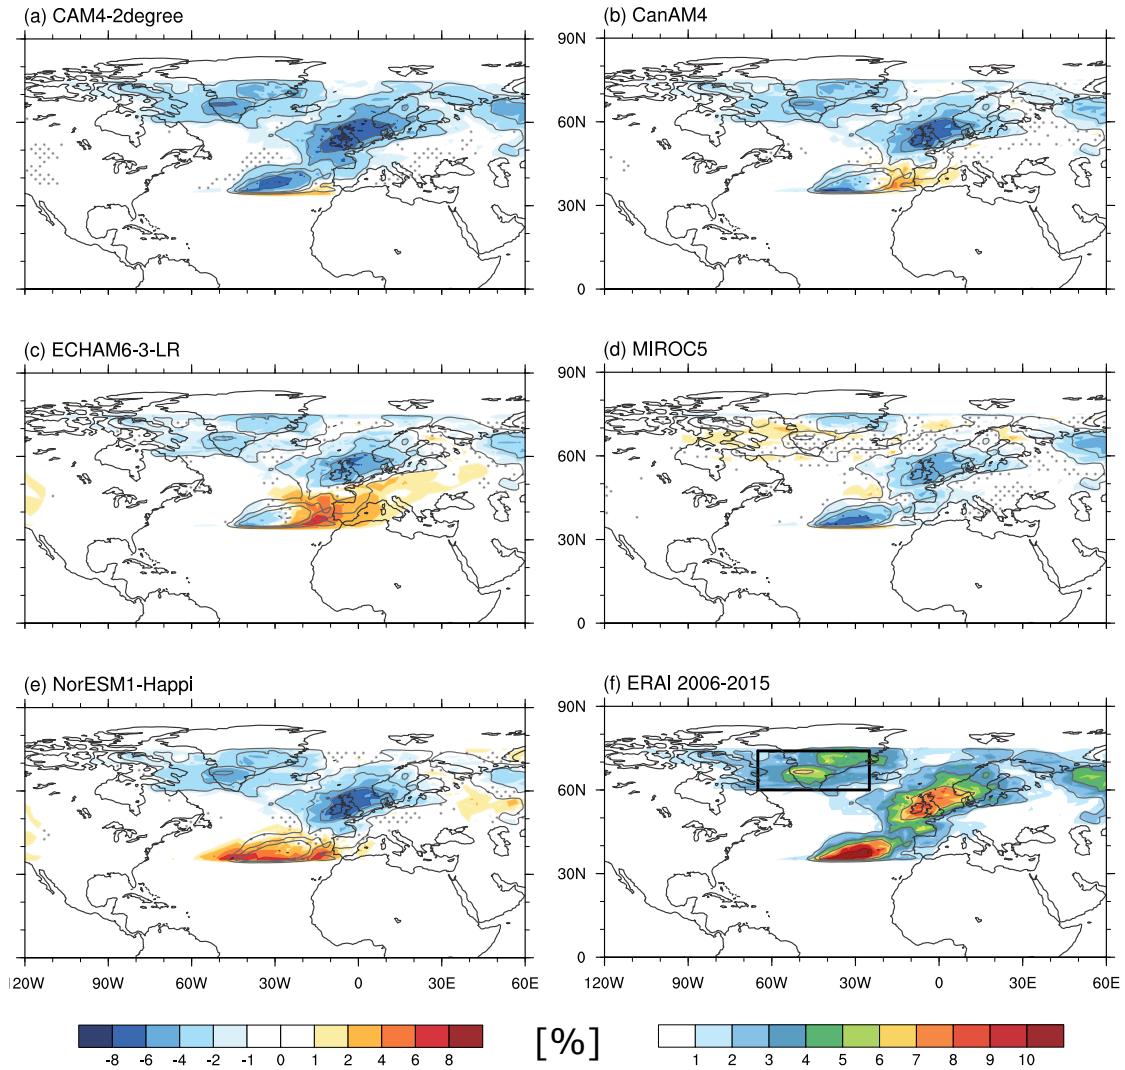 (a) CAM4-2degree
(b) CanAM4
90N
60N
30N
0
(c) ECHAM6-3-LR
(d) MIROC5
90N
60N
30N
0
(e) NorESM1-Happi
(f) ERAI 2006-2015
90N
60N
30N
0
120W 90W 60W 30W 0 30E 60E
120W 90W 60W 30W 0 30E 60E
-8 -6 -4 -2 -1 0 1 2 4 6 8
[%]
1 2 3 4 5 6 7 8 9 10